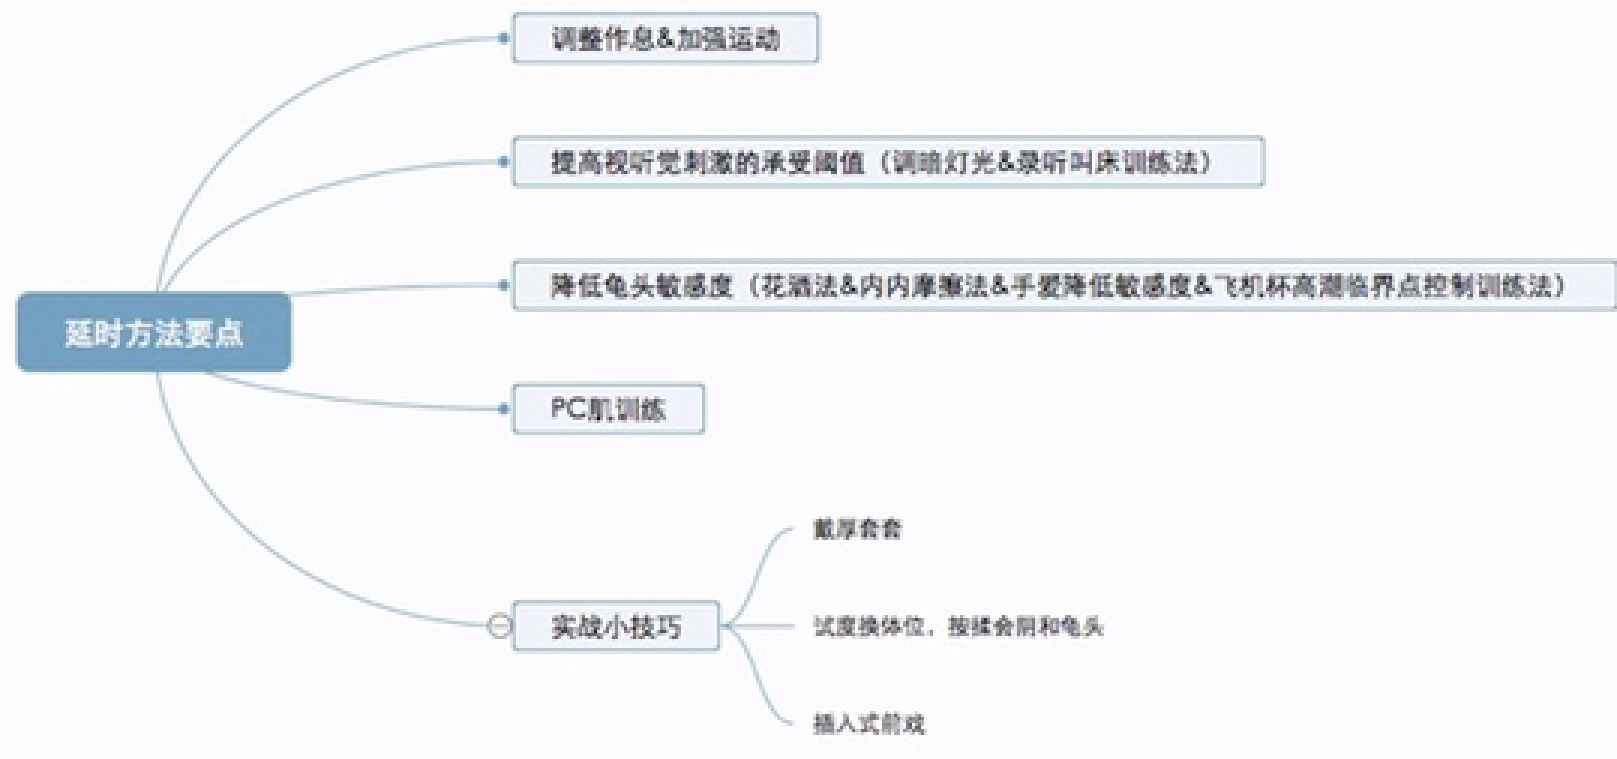 调整作息&加强运动
提高视听觉刺激的承受阈值（调暗灯光&录听叫床训练法）
降低龟头敏感度（花洒法&内内摩擦法&手爱降低敏感度&飞机杯高潮临界点控制训练法）
延时方法要点
PC肌训练
戴厚套套
实战小技巧
试度换体位，按揉会阴和龟头
插入式前戏